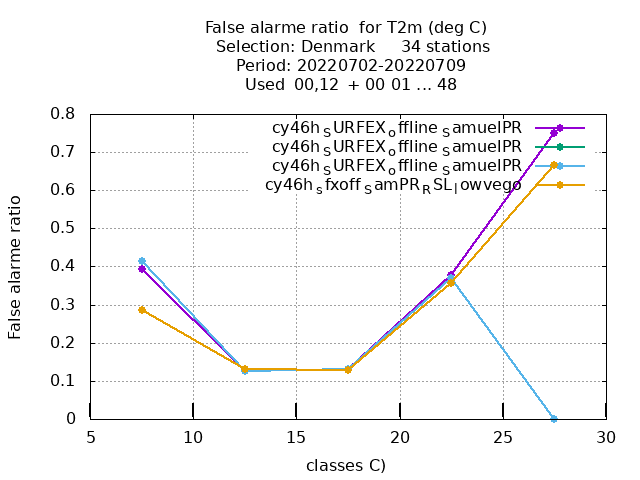 False alarme ratio  for T2m (deg C)
Selection: Denmark     34 stations
Period: 20220702-20220709
Used  00,12  + 00 01 ... 48
cy46h_SURFEX_offline_SamuelPR
cy46h_SURFEX_offline_SamuelPR
cy46h_SURFEX_offline_SamuelPR
cy46h_sfxoff_SamPR_RSL_lowvego
False alarme ratio
0.8
0.7
0.6
0.5
0.4
0.3
0.2
0.1
0
5 10 15 20 25 30
classes C)